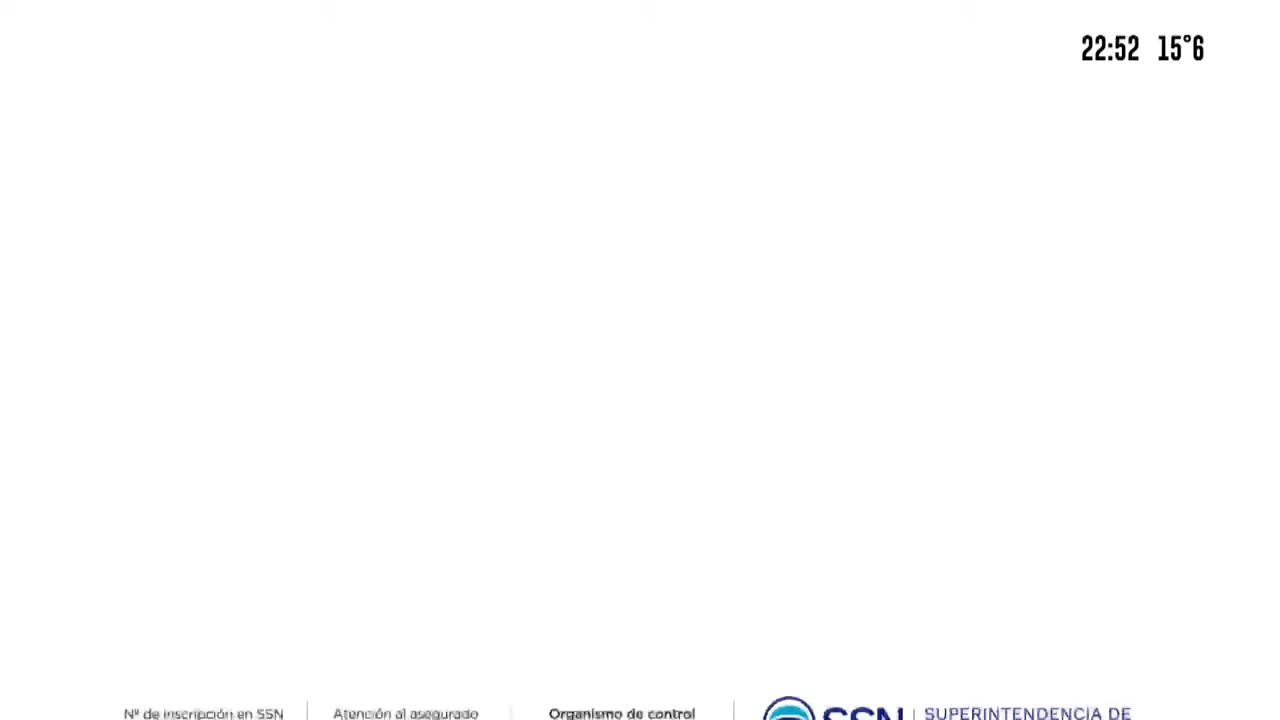 22:52 15°6
Nº de inscripción en SSN
Atención al asegurado
Organismo de control
SSN
SUPERINTENDENCIA DE